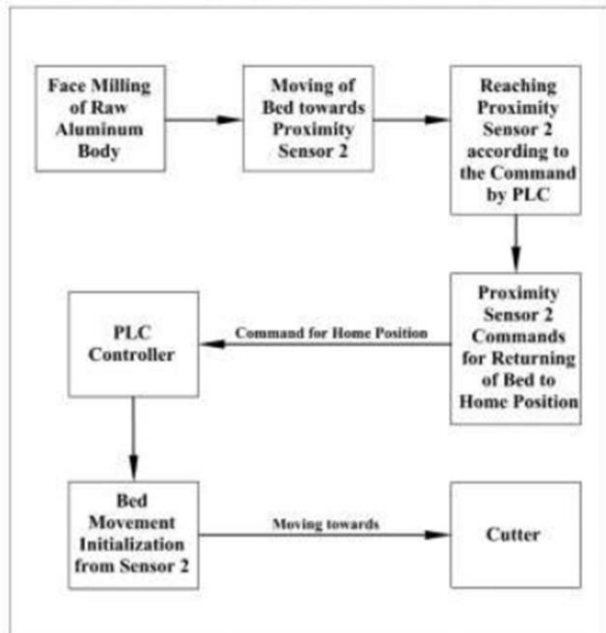 Face Milling
of Raw
Aluminum
Body
Moving of
Bed towards
Proximity
Sensor 2
Reaching
Proximity
Sensor 2
according to
the Command
by PLC
Proximity
Sensor 2
Commands
for Returning
of Bed to
Home Position
Command for Home Position
PLC
Controller
Bed
Movement
Initialization
from Sensor 2
Moving towards
Cutter